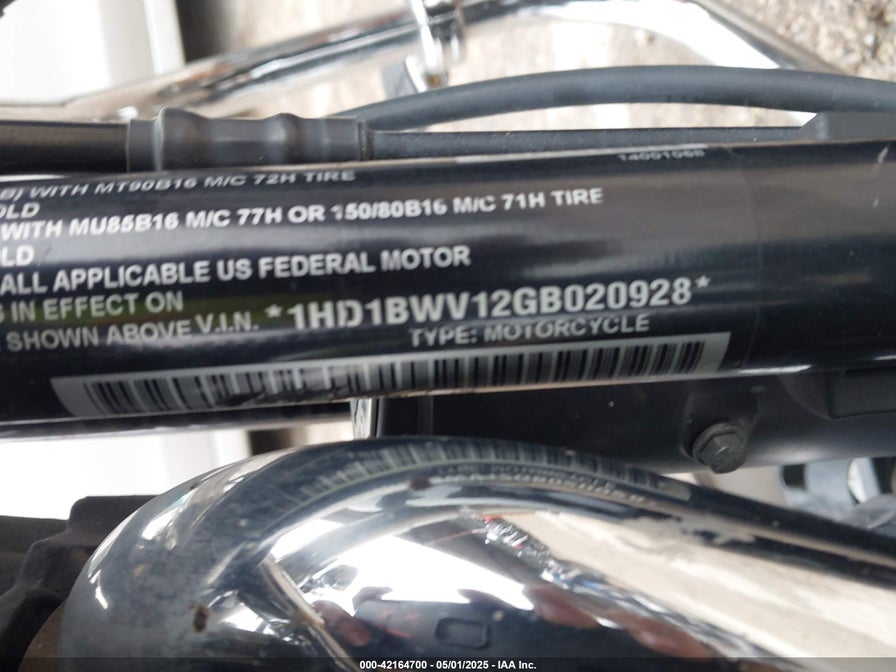 B) WITH MT90B16 M/C 72H TIRE
OLD
WITH MU85B16 M/C 77H OR 150/80B16 M/C 71H TIRE
LD
ALL APPLICABLE US FEDERAL MOTOR
S IN EFFECT ON
SHOWN ABOVE V.I.N. *1HD1BWV12GB020928*
TYPE: MOTORCYCLE
000-42164700 - 05/01/2025 - IAA Inc.